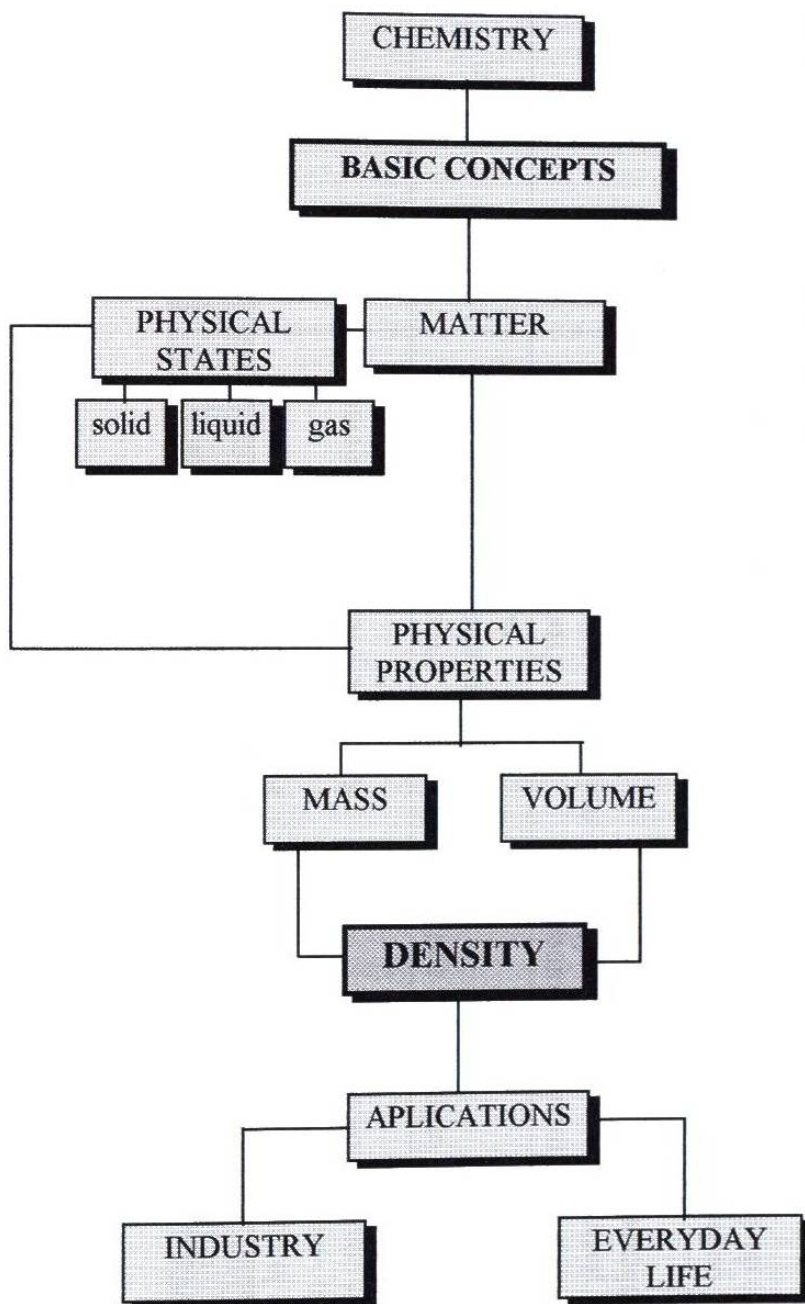 CHEMISTRY
BASIC CONCEPTS
PHYSICAL
STATES
MATTER
solid
liquid
gas
PHYSICAL
PROPERTIES
MASS
VOLUME
DENSITY
APLICATIONS
INDUSTRY
EVERYDAY
LIFE